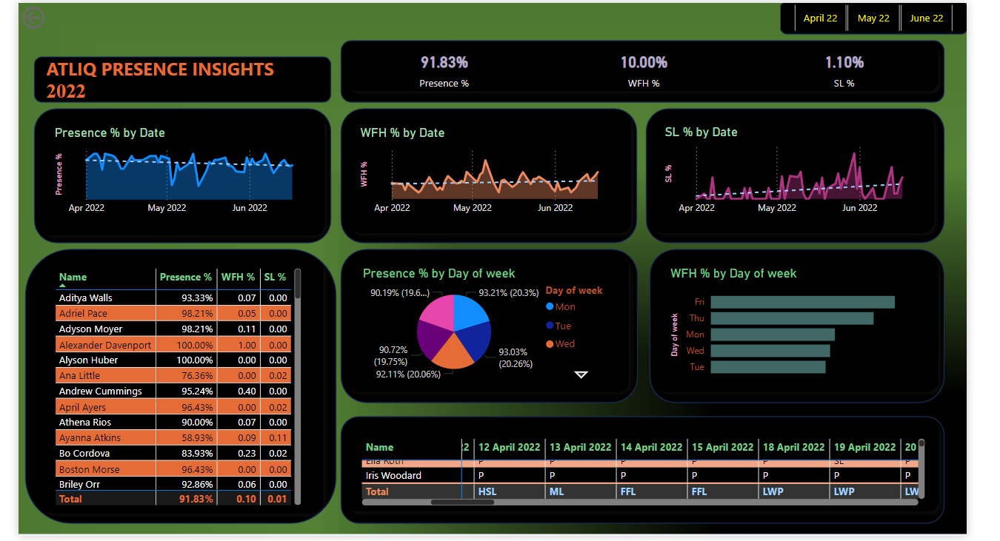 April 22
May 22
June 22
ATLIQ PRESENCE INSIGHTS
2022
91.83%
Presence %
10.00%
WFH %
1.10%
SL %
Presence % by Date
Presence %
Apr 2022 May 2022 Jun 2022
WFH % by Date
WFH %
Apr 2022 May 2022 Jun 2022
SL % by Date
SL %
Apr 2022 May 2022 Jun 2022
Name Presence % WFH % SL %
Aditya Walls 93.33% 0.07 0.00
Adriel Pace 98.21% 0.05 0.00
Adyson Moyer 98.21% 0.11 0.00
Alexander Davenport 100.00% 1.00 0.00
Alyson Huber 100.00% 0.00 0.00
Ana Little 76.36% 0.00 0.02
Andrew Cummings 95.24% 0.40 0.00
April Ayers 96.43% 0.00 0.02
Athena Rios 90.00% 0.07 0.00
Ayanna Atkins 58.93% 0.09 0.11
Bo Cordova 83.93% 0.23 0.02
Boston Morse 96.43% 0.00 0.00
Briley Orr 92.86% 0.06 0.00
Total 91.83% 0.10 0.01
Presence % by Day of week
90.19% (19.6...)
93.21% (20.3%)
90.72%
(19.75%)
93.03%
(20.26%)
92.11% (20.06%)
Day of week
Mon
Tue
Wed
WFH % by Day of week
Day of week
Fri
Thu
Mon
Wed
Tue
Name 12 April 2022 13 April 2022 14 April 2022 15 April 2022 18 April 2022 19 April 2022 20
Ella Roth P P P P P SL P
Iris Woodard P P P P P P P
Total HSL ML FFL FFL LWP LWP LW